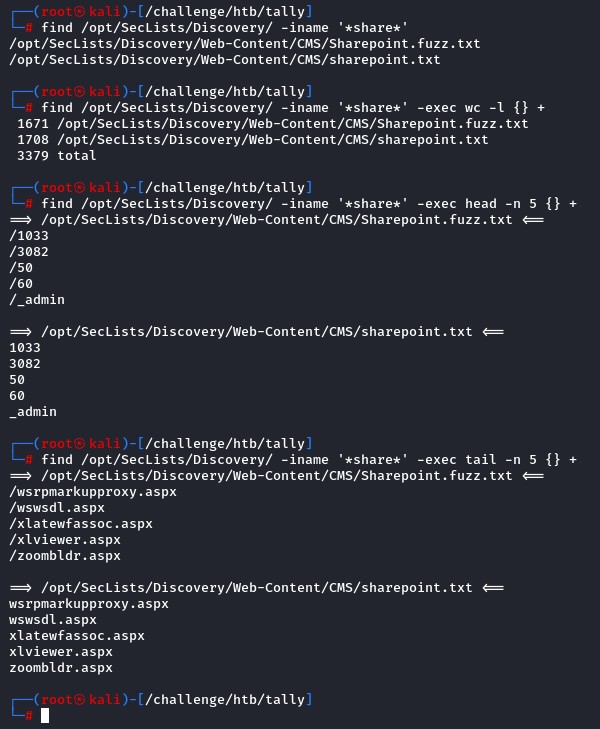 ┌──(root㉿kali)-[/challenge/htb/tally]
└─# find /opt/SecLists/Discovery/ -iname '*share*'
/opt/SecLists/Discovery/Web-Content/CMS/Sharepoint.fuzz.txt
/opt/SecLists/Discovery/Web-Content/CMS/sharepoint.txt

┌──(root㉿kali)-[/challenge/htb/tally]
└─# find /opt/SecLists/Discovery/ -iname '*share*' -exec wc -l {} +
 1671 /opt/SecLists/Discovery/Web-Content/CMS/Sharepoint.fuzz.txt
 1708 /opt/SecLists/Discovery/Web-Content/CMS/sharepoint.txt
 3379 total

┌──(root㉿kali)-[/challenge/htb/tally]
└─# find /opt/SecLists/Discovery/ -iname '*share*' -exec head -n 5 {} +
==> /opt/SecLists/Discovery/Web-Content/CMS/Sharepoint.fuzz.txt <==
/1033
/3082
/50
/60
/_admin

==> /opt/SecLists/Discovery/Web-Content/CMS/sharepoint.txt <==
1033
3082
50
60
_admin

┌──(root㉿kali)-[/challenge/htb/tally]
└─# find /opt/SecLists/Discovery/ -iname '*share*' -exec tail -n 5 {} +
==> /opt/SecLists/Discovery/Web-Content/CMS/Sharepoint.fuzz.txt <==
/wsrpmarkupproxy.aspx
/wswsdl.aspx
/xlatewfassoc.aspx
/xlviewer.aspx
/zoombldr.aspx

==> /opt/SecLists/Discovery/Web-Content/CMS/sharepoint.txt <==
wsrpmarkupproxy.aspx
wswsdl.aspx
xlatewfassoc.aspx
xlviewer.aspx
zoombldr.aspx

┌──(root㉿kali)-[/challenge/htb/tally]
└─#